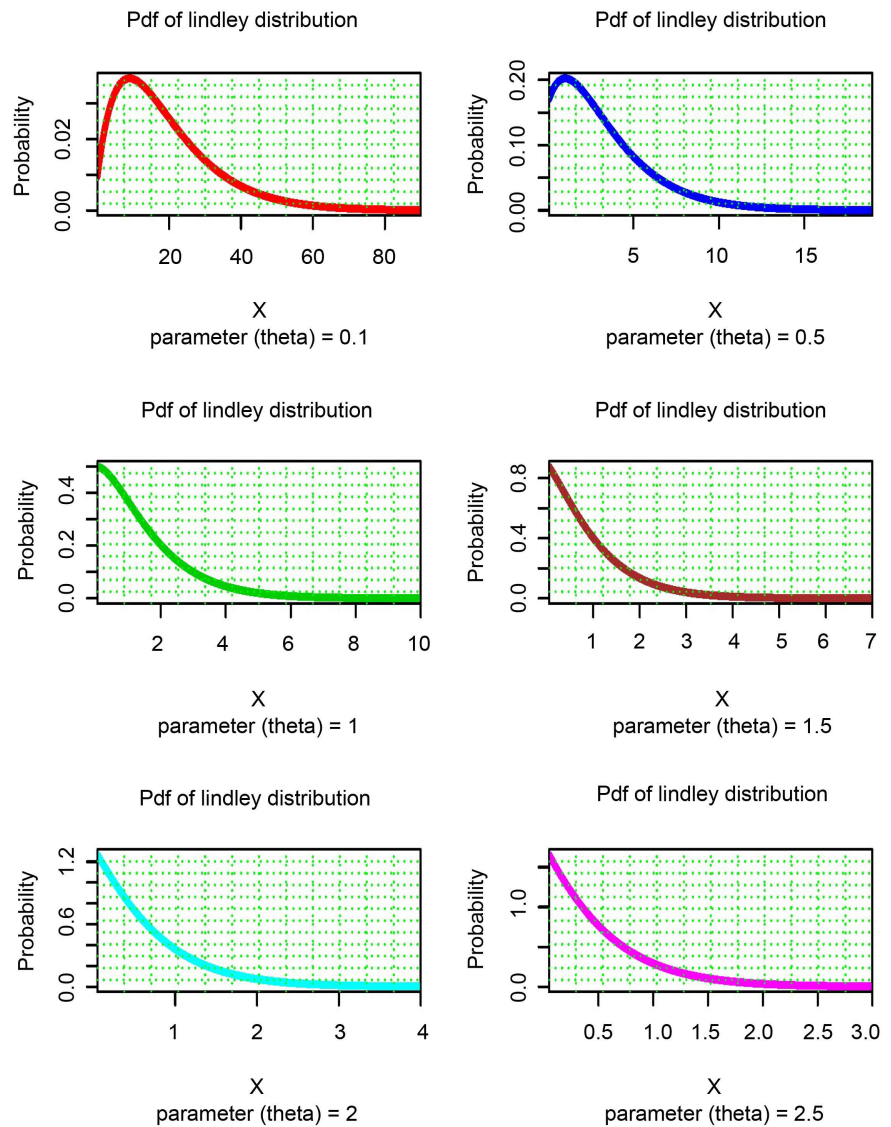 Pdf of lindley distribution
Probability
0.00 0.02
20 40 60 80
X
parameter (theta) = 0.1
Pdf of lindley distribution
Probability
0.00 0.10 0.20
5 10 15
X
parameter (theta) = 0.5
Pdf of lindley distribution
Probability
0.0 0.2 0.4
2 4 6 8 10
X
parameter (theta) = 1
Pdf of lindley distribution
Probability
0.0 0.4 0.8
1 2 3 4 5 6 7
X
parameter (theta) = 1.5
Pdf of lindley distribution
Probability
0.0 0.6 1.2
1 2 3 4
X
parameter (theta) = 2
Pdf of lindley distribution
Probability
0.0 1.0
0.5 1.0 1.5 2.0 2.5 3.0
X
parameter (theta) = 2.5